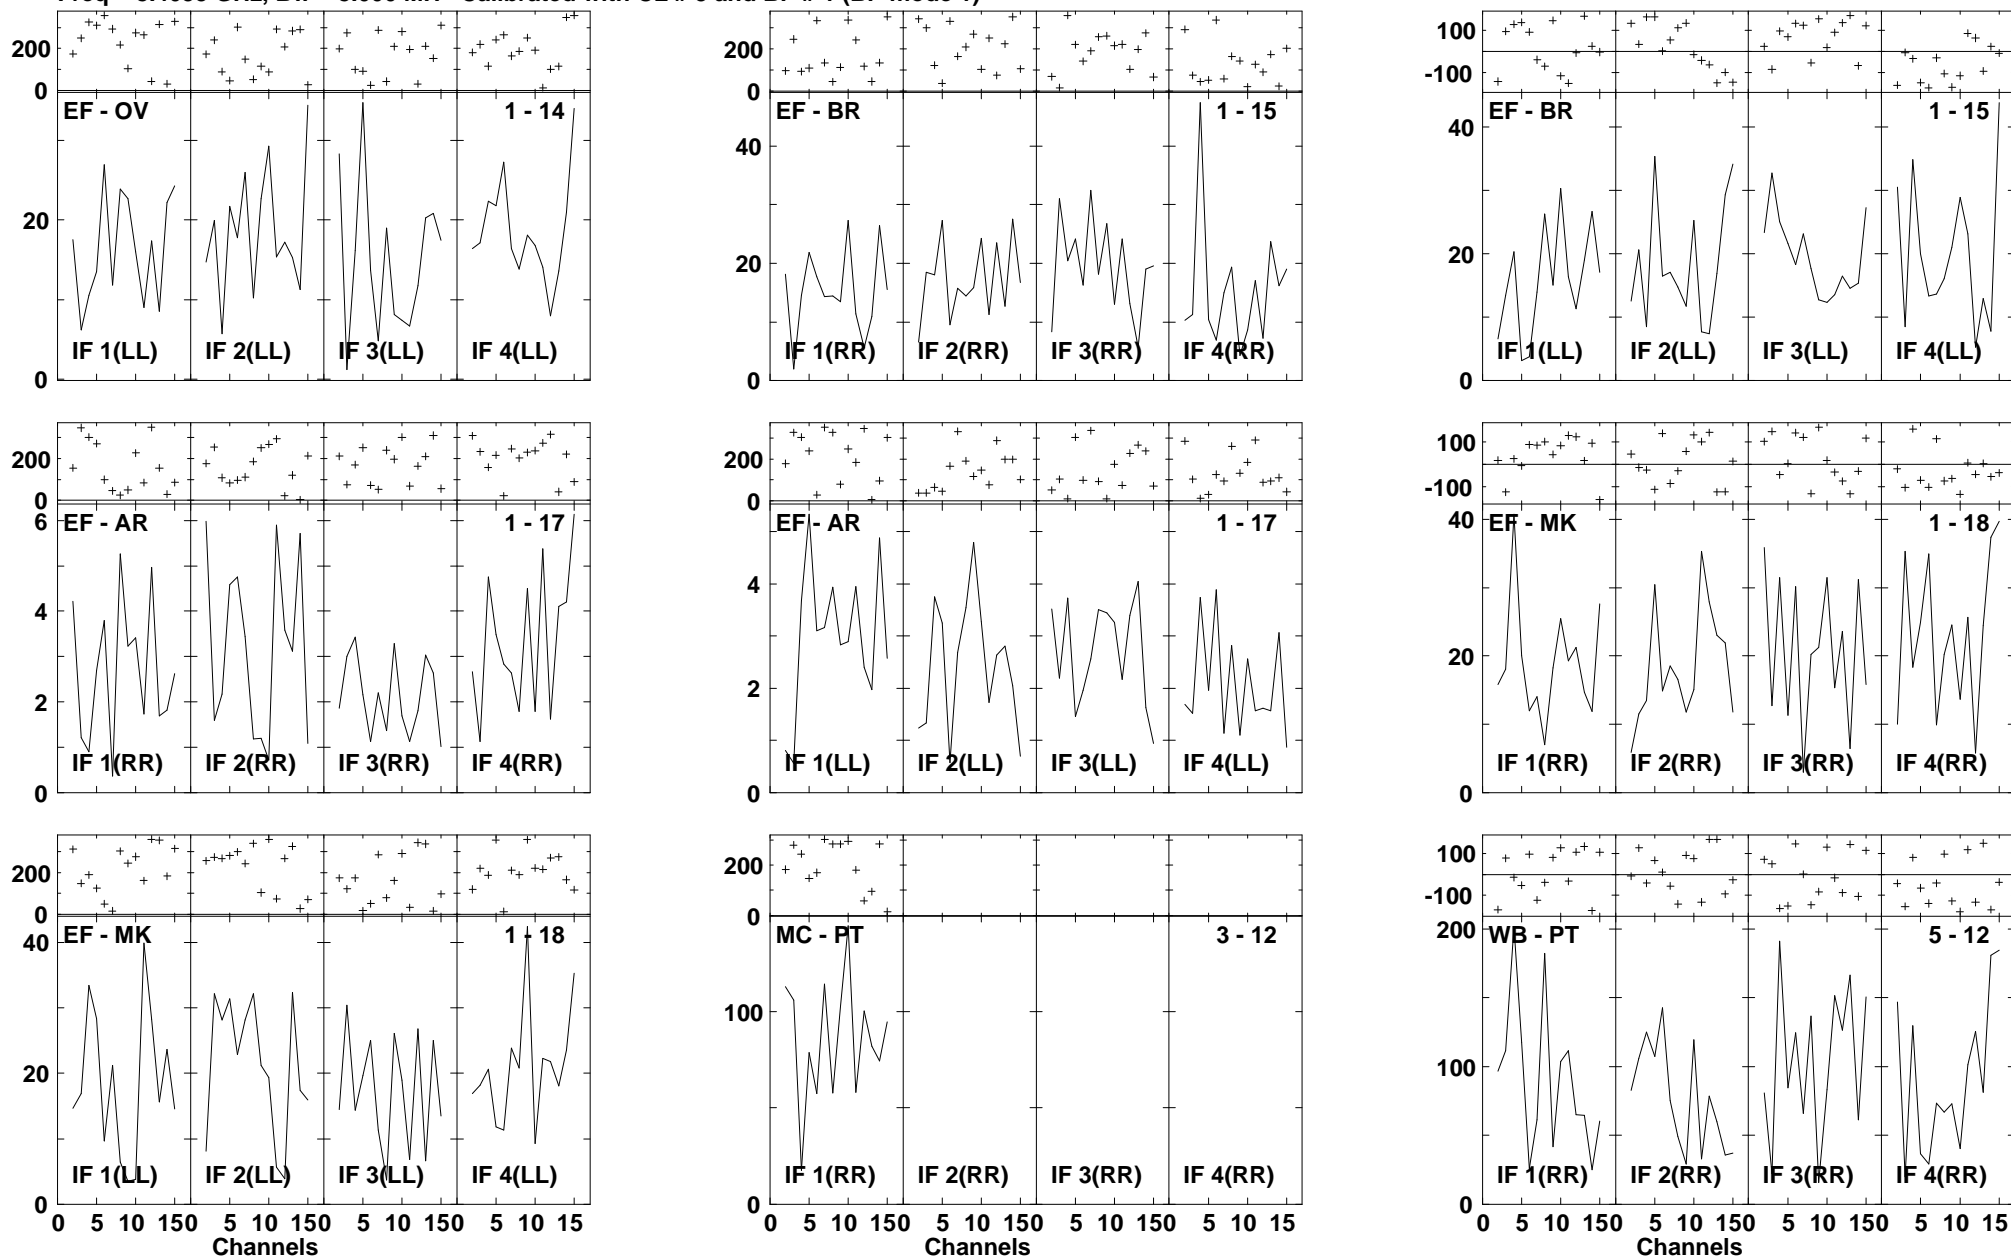 200
0
EF - OV
1 - 14
20
0
IF 1(LL) IF 2(LL) IF 3(LL) IF 4(LL)
200
0
EF - BR
1 - 15
40
20
0
IF 1(RR) IF 2(RR) IF 3(RR) IF 4(RR)
100
-100
EF - BR
1 - 15
40
20
0
IF 1(LL) IF 2(LL) IF 3(LL) IF 4(LL)
200
0
EF - AR
1 - 17
6
4
2
0
IF 1(RR) IF 2(RR) IF 3(RR) IF 4(RR)
200
0
EF - AR
1 - 17
4
2
0
IF 1(LL) IF 2(LL) IF 3(LL) IF 4(LL)
100
-100
EF - MK
1 - 18
40
20
0
IF 1(RR) IF 2(RR) IF 3(RR) IF 4(RR)
200
0
EF - MK
1 - 18
40
20
0
IF 1(LL) IF 2(LL) IF 3(LL) IF 4(LL)
0 5 10 150 5 10 150 5 10 150 5 10 15
Channels
200
0
MC - PT
3 - 12
100
0
IF 1(RR) IF 2(RR) IF 3(RR) IF 4(RR)
0 5 10 150 5 10 150 5 10 150 5 10 15
Channels
100
-100
WB - PT
5 - 12
200
100
0
IF 1(RR) IF 2(RR) IF 3(RR) IF 4(RR)
0 5 10 150 5 10 150 5 10 150 5 10 15
Channels